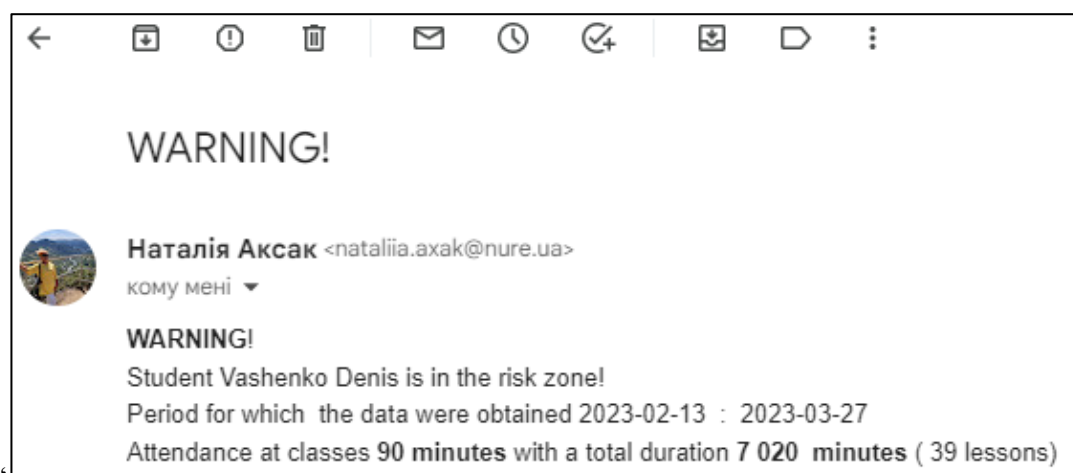 WARNING!
Наталія Аксак <nataliia.axak@nure.ua>
кому мені
WARNING!
Student Vashenko Denis is in the risk zone!
Period for which the data were obtained 2023-02-13 : 2023-03-27
Attendance at classes 90 minutes with a total duration 7 020 minutes ( 39 lessons)